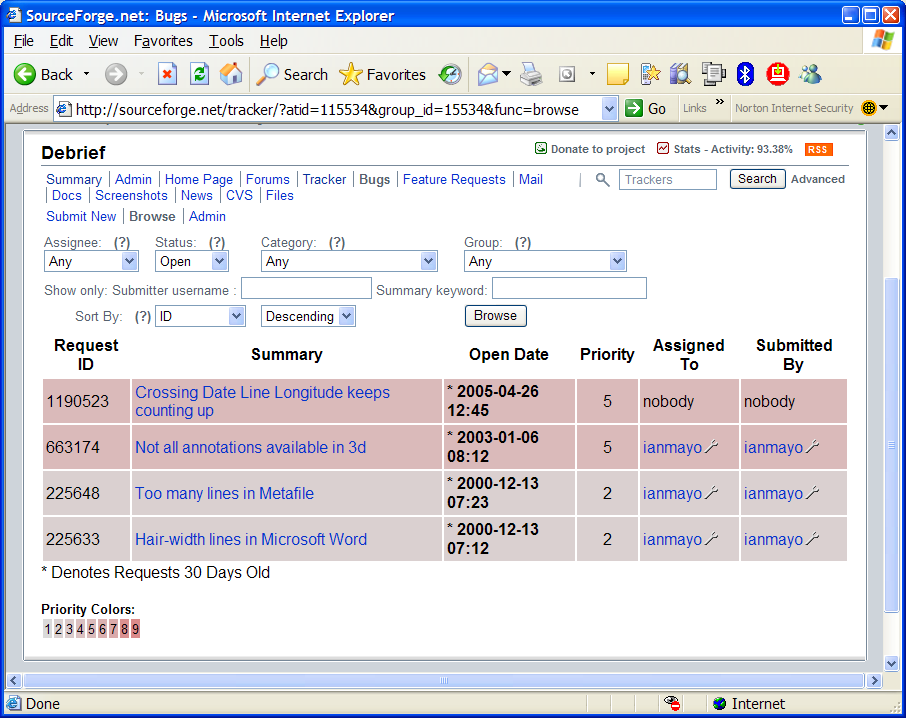 SourceForge.net: Bugs - Microsoft Internet Explorer
File Edit View Favorites Tools Help
Back Search Favorites
Address http://sourceforge.net/tracker/?atid=115534&group_id=15534&func=browse Go Links » Norton Internet Security
Debrief Donate to project Stats - Activity: 93.38% RSS
Summary | Admin | Home Page | Forums | Tracker | Bugs | Feature Requests | Mail | Trackers Search Advanced
| Docs | Screenshots | News | CVS | Files
Submit New | Browse | Admin
Assignee: (?) Status: (?) Category: (?) Group: (?)
Any Open Any Any
Show only: Submitter username : Summary keyword:
Sort By: (?) ID Descending Browse
Request ID Summary Open Date Priority Assigned To Submitted By
1190523 Crossing Date Line Longitude keeps counting up * 2005-04-26 12:45 5 nobody nobody
663174 Not all annotations available in 3d * 2003-01-06 08:12 5 ianmayo ianmayo
225648 Too many lines in Metafile * 2000-12-13 07:23 2 ianmayo ianmayo
225633 Hair-width lines in Microsoft Word * 2000-12-13 07:12 2 ianmayo ianmayo
* Denotes Requests 30 Days Old
Priority Colors:
1 2 3 4 5 6 7 8 9
Done Internet